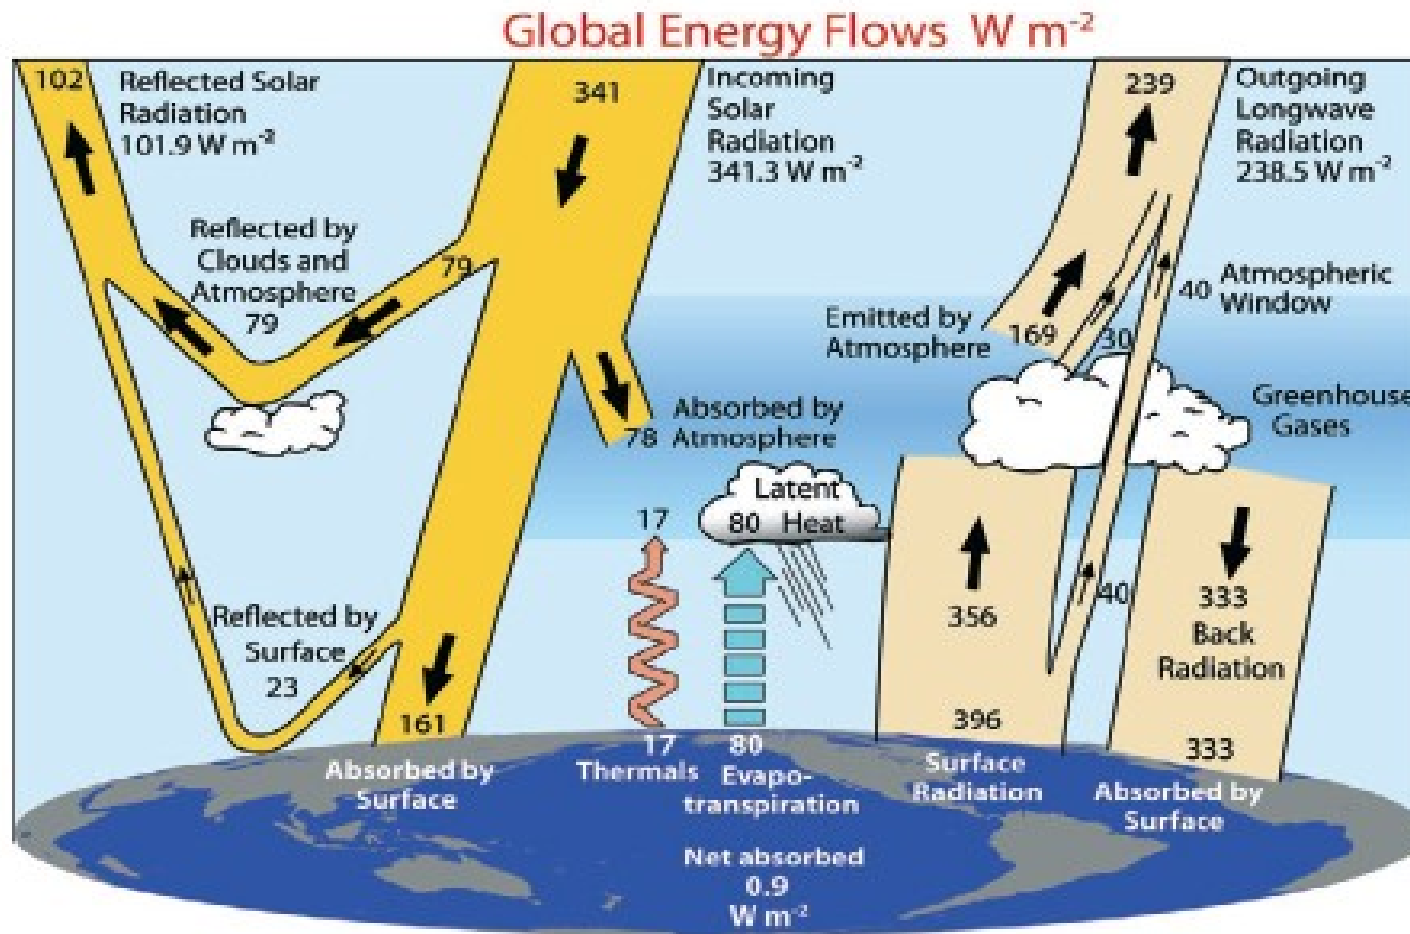 Global Energy Flows W m-2
102
Reflected Solar
Radiation
101.9 W m-2
341
Incoming
Solar
Radiation
341.3 W m-2
239
Outgoing
Longwave
Radiation
238.5 W m-2
Reflected by
Clouds and
Atmosphere
79
79
Emitted by
Atmosphere
169
30
40
Atmospheric
Window
Greenhouse
Gases
78
Absorbed by
Atmosphere
17
Latent
80 Heat
356
40
333
Back
Radiation
Reflected by
Surface
23
161
396
333
Absorbed by
Surface
17
Thermals
80
Evapo-
transpiration
Surface
Radiation
Absorbed by
Surface
Net absorbed
0.9
W m-2